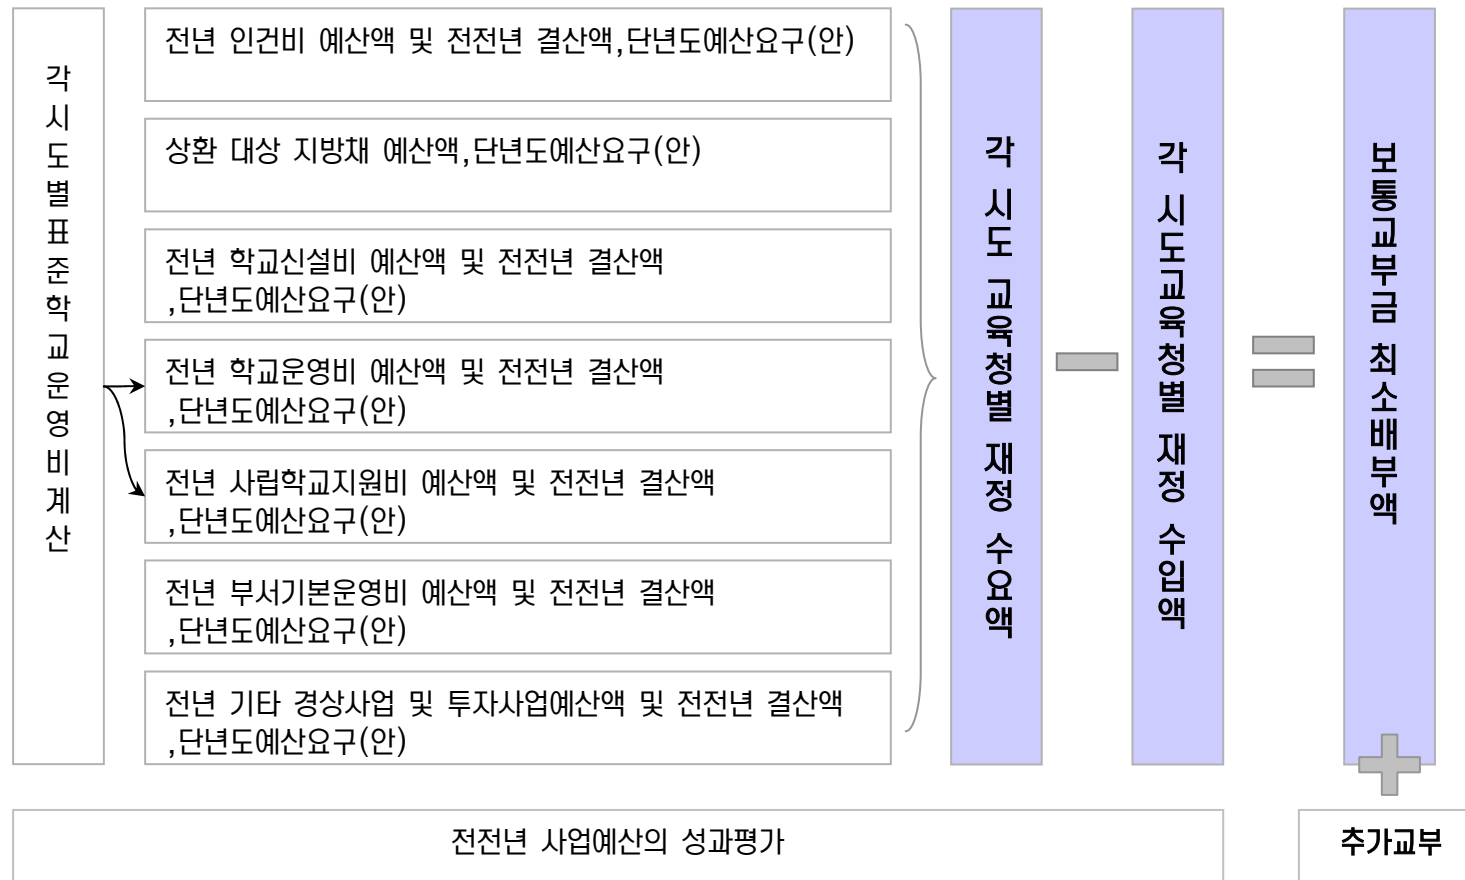 각시도별표준학교운영비계산
전년 인건비 예산액 및 전전년 결산액,단년도예산요구(안)
상환 대상 지방채 예산액,단년도예산요구(안)
전년 학교신설비 예산액 및 전전년 결산액
,단년도예산요구(안)
전년 학교운영비 예산액 및 전전년 결산액
,단년도예산요구(안)
전년 사립학교지원비 예산액 및 전전년 결산액
,단년도예산요구(안)
전년 부서기본운영비 예산액 및 전전년 결산액
,단년도예산요구(안)
전년 기타 경상사업 및 투자사업예산액 및 전전년 결산액
,단년도예산요구(안)
각 시도 교육청별 재정 수요액
각 시도교육청별 재정 수입액
보통교부금 최소배부액
전전년 사업예산의 성과평가
추가교부